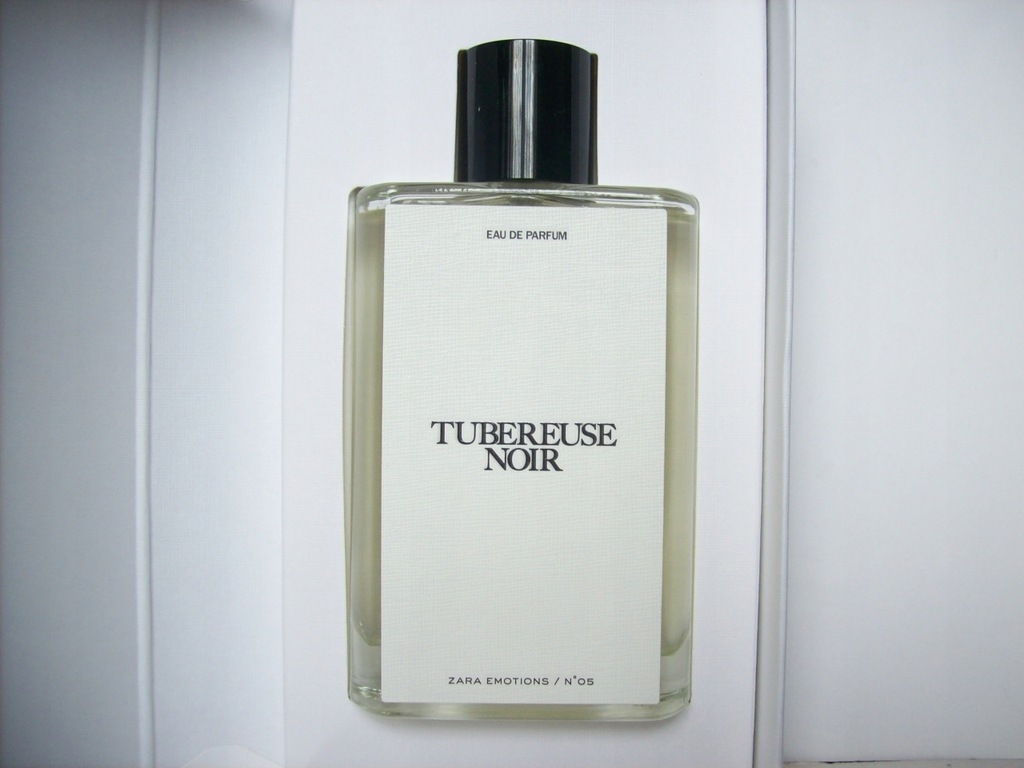 EAU DE PARFUM
TUBEREUSE
NOIR
ZARA EMOTIONS / N°05